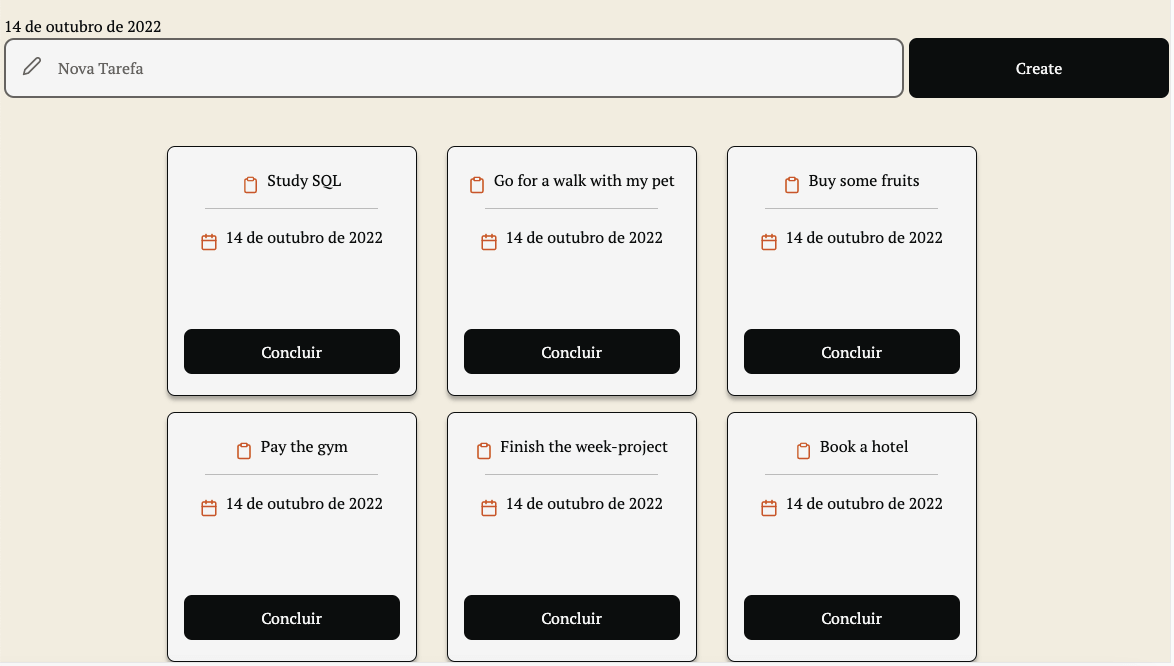 14 de outubro de 2022
Nova Tarefa
Create
Study SQL
14 de outubro de 2022
Concluir
Go for a walk with my pet
14 de outubro de 2022
Concluir
Buy some fruits
14 de outubro de 2022
Concluir
Pay the gym
14 de outubro de 2022
Concluir
Finish the week-project
14 de outubro de 2022
Concluir
Book a hotel
14 de outubro de 2022
Concluir